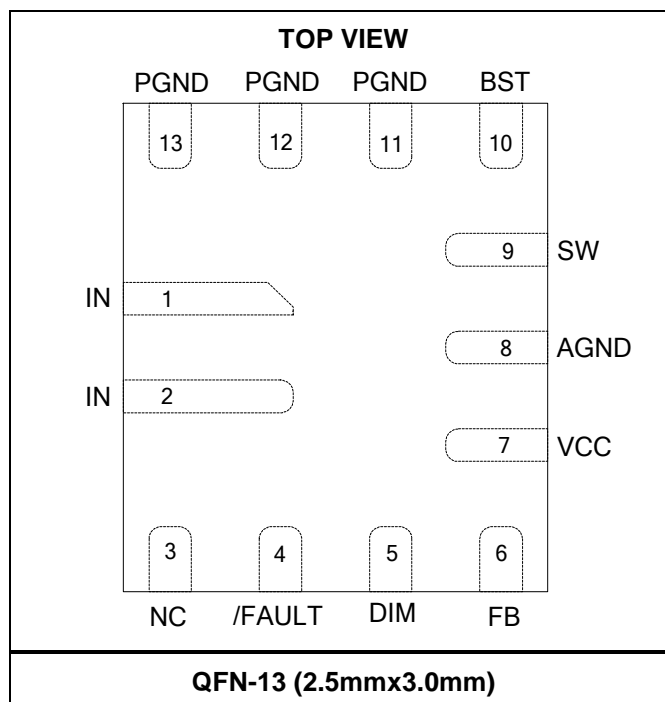 TOP VIEW
PGND PGND PGND BST
13 12 11 10
9 SW
IN 1
8 AGND
IN 2
7 VCC
3 4 5 6
NC /FAULT DIM FB
QFN-13 (2.5mmx3.0mm)